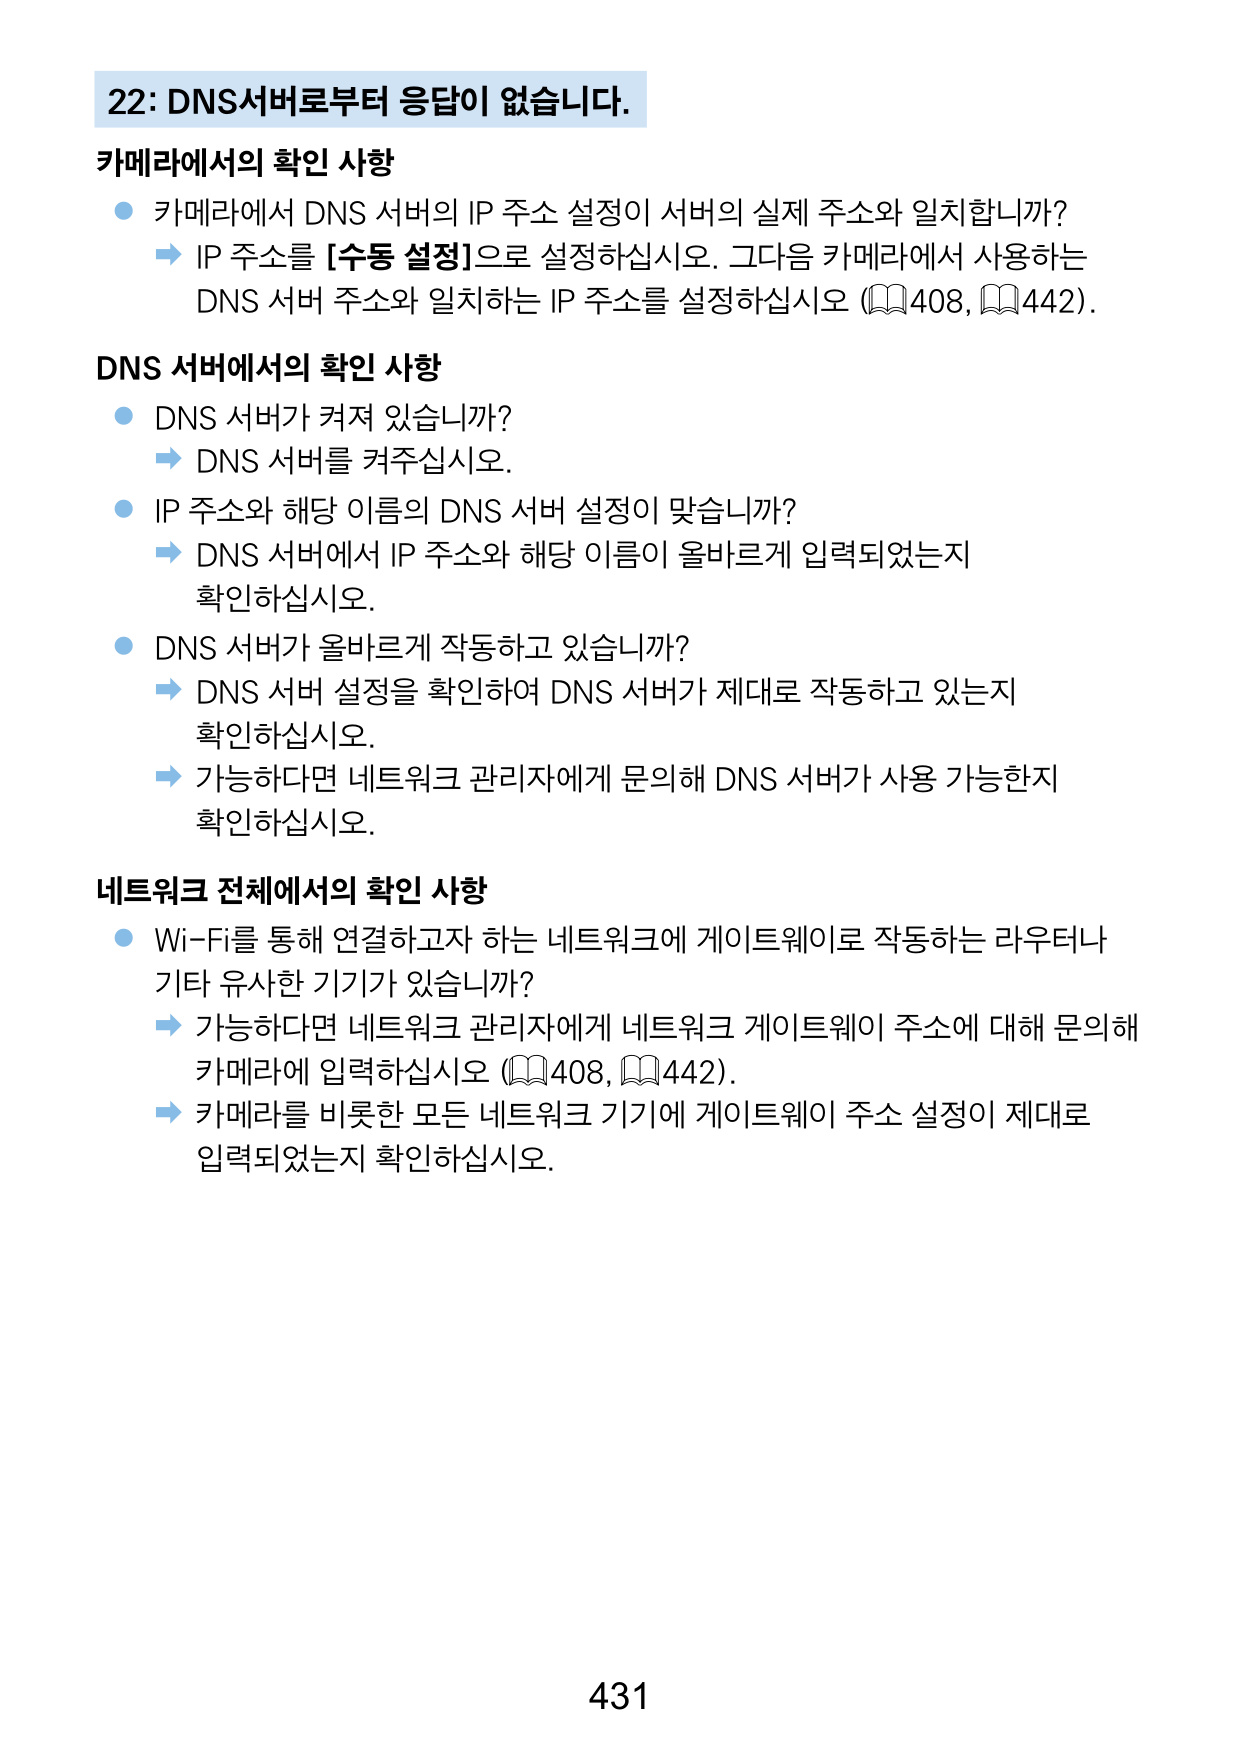 22: DNS서버로부터 응답이 없습니다.
카메라에서의 확인 사항
● 카메라에서 DNS 서버의 IP 주소 설정이 서버의 실제 주소와 일치합니까?
➡ IP 주소를 [수동 설정]으로 설정하십시오. 그다음 카메라에서 사용하는
DNS 서버 주소와 일치하는 IP 주소를 설정하십시오 (📖408, 📖442).
DNS 서버에서의 확인 사항
● DNS 서버가 켜져 있습니까?
➡ DNS 서버를 켜주십시오.
● IP 주소와 해당 이름의 DNS 서버 설정이 맞습니까?
➡ DNS 서버에서 IP 주소와 해당 이름이 올바르게 입력되었는지
확인하십시오.
● DNS 서버가 올바르게 작동하고 있습니까?
➡ DNS 서버 설정을 확인하여 DNS 서버가 제대로 작동하고 있는지
확인하십시오.
➡ 가능하다면 네트워크 관리자에게 문의해 DNS 서버가 사용 가능한지
확인하십시오.
네트워크 전체에서의 확인 사항
● Wi-Fi를 통해 연결하고자 하는 네트워크에 게이트웨이로 작동하는 라우터나
기타 유사한 기기가 있습니까?
➡ 가능하다면 네트워크 관리자에게 네트워크 게이트웨이 주소에 대해 문의해
카메라에 입력하십시오 (📖408, 📖442).
➡ 카메라를 비롯한 모든 네트워크 기기에 게이트웨이 주소 설정이 제대로
입력되었는지 확인하십시오.
431